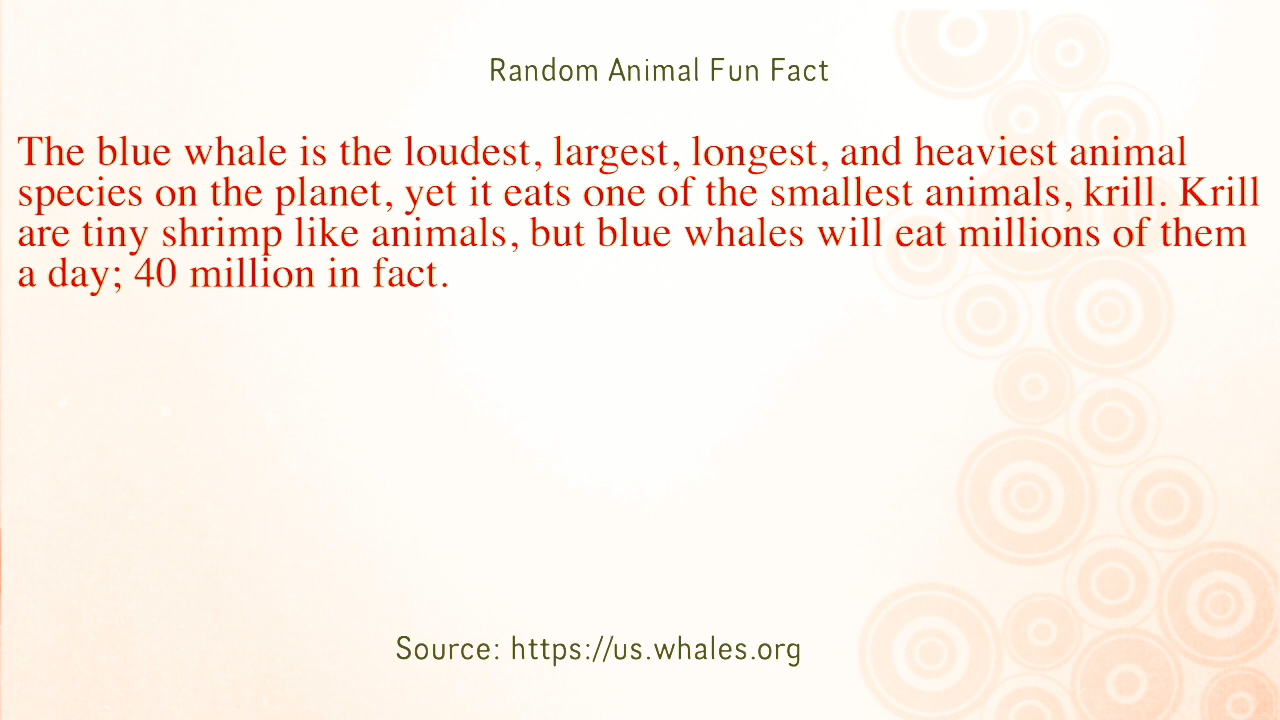 Random Animal Fun Fact
The blue whale is the loudest, largest, longest, and heaviest animal
species on the planet, yet it eats one of the smallest animals, krill. Krill
are tiny shrimp like animals, but blue whales will eat millions of them
a day; 40 million in fact.
Source: https://us.whales.org